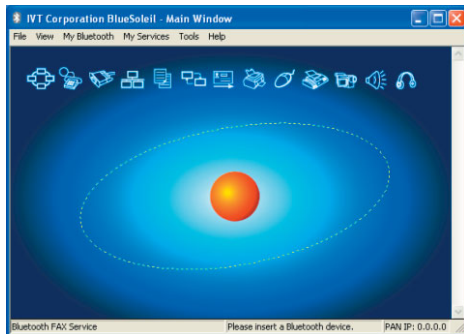 IVT Corporation BlueSoleil - Main Window
File View My Bluetooth My Services Tools Help
Bluetooth FAX Service Please insert a Bluetooth device. PAN IP: 0.0.0.0